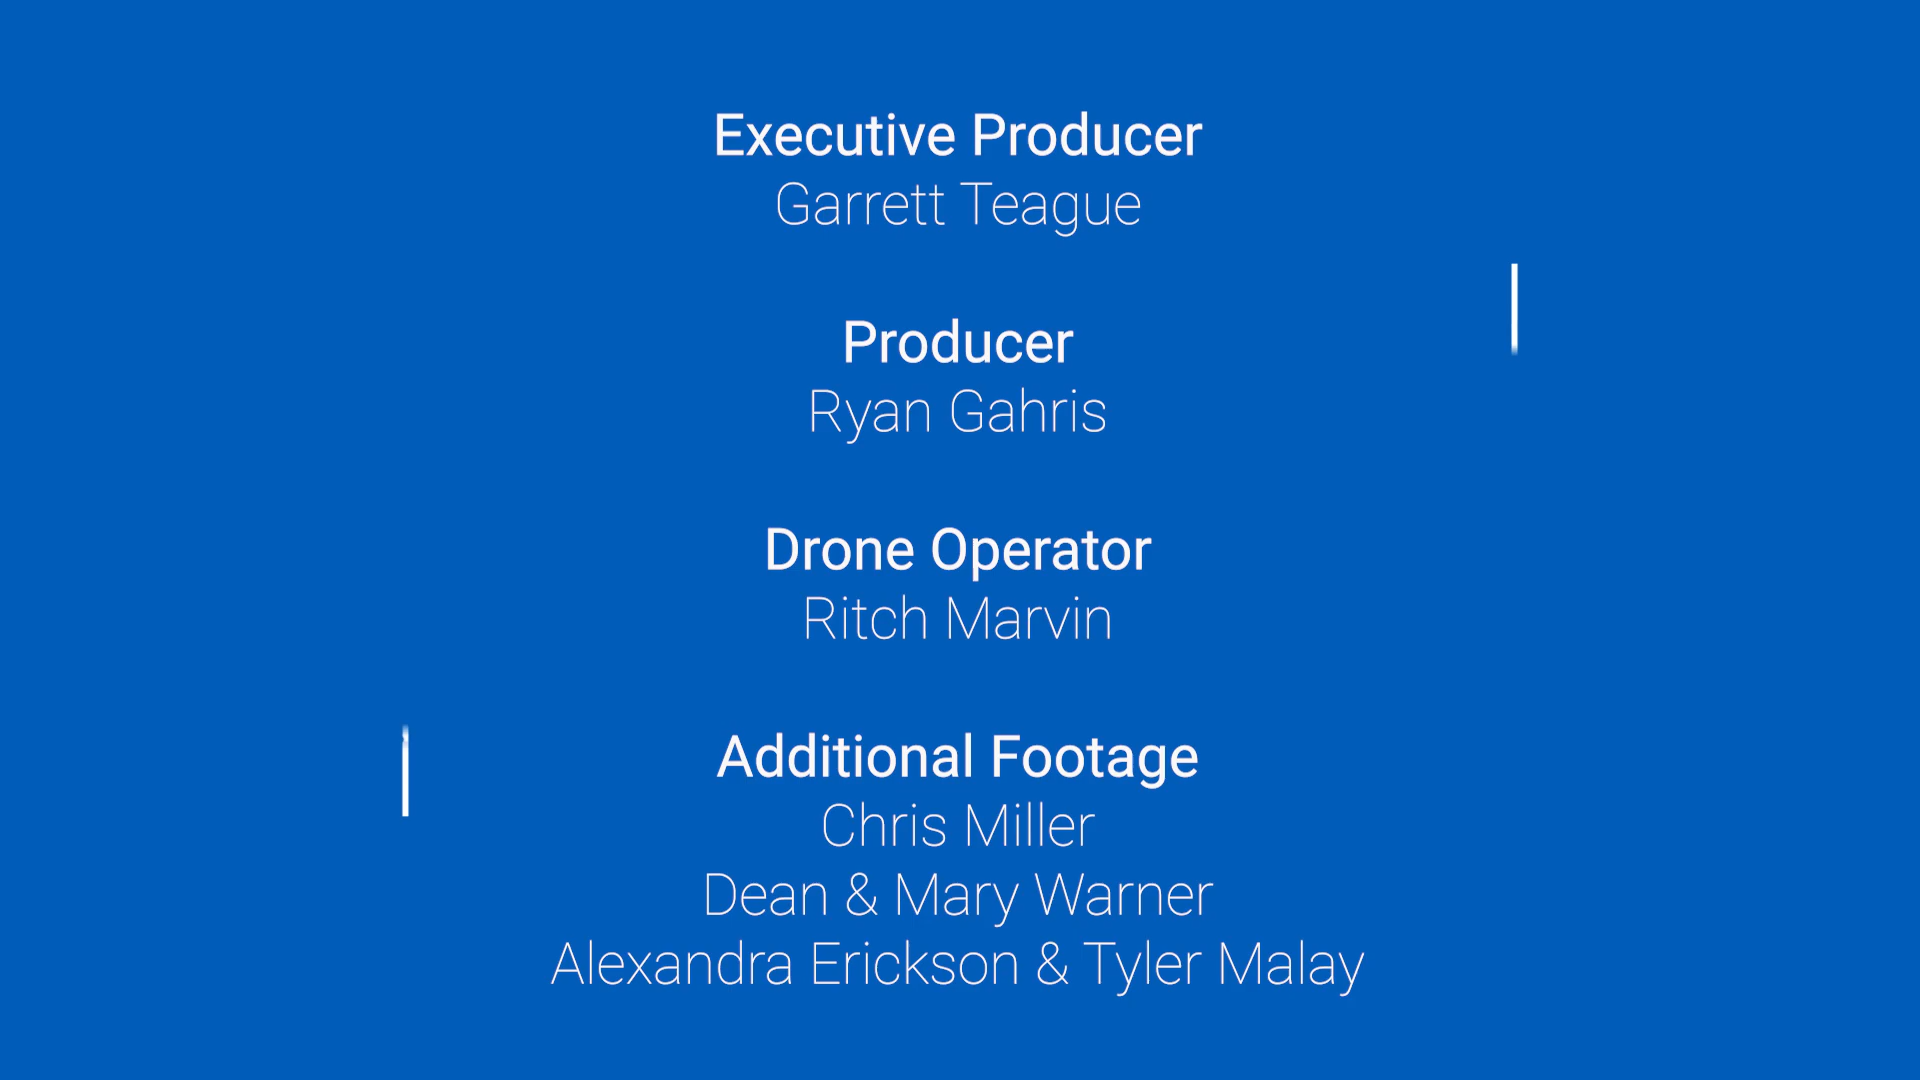 Executive Producer
Garrett Teague
Producer
Ryan Gahris
Drone Operator
Ritch Marvin
Additional Footage
Chris Miller
Dean & Mary Warner
Alexandra Erickson & Tyler Malay